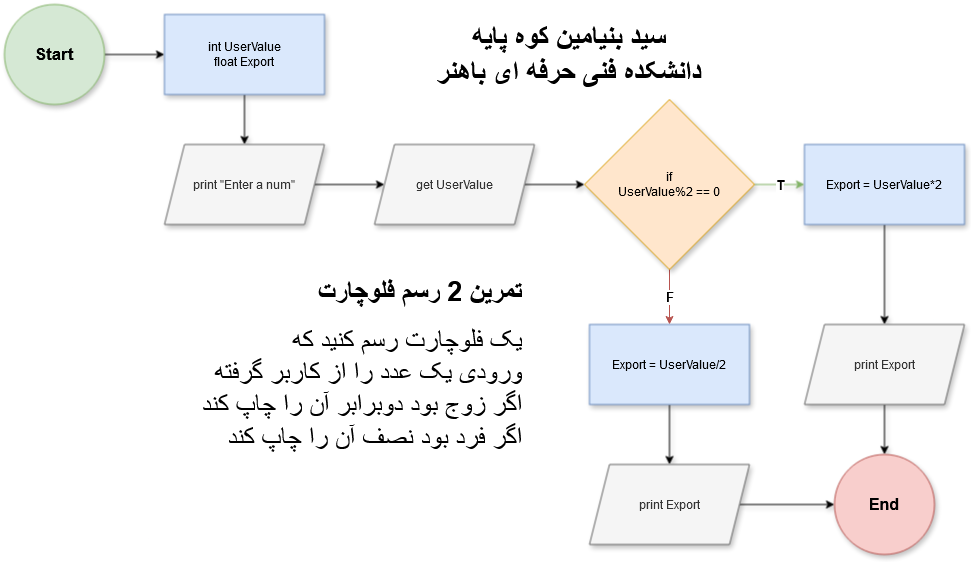 Start
int UserValue
float Export
سید بنیامین کوه پایه
دانشکده فنی حرفه ای باهنر
print "Enter a num"
get UserValue
if
UserValue%2 == 0
T
Export = UserValue*2
F
تمرین 2 رسم فلوچارت
یک فلوچارت رسم کنید که
ورودی یک عدد را از کاربر گرفته
اگر زوج بود دوبرابر آن را چاپ کند
اگر فرد بود نصف آن را چاپ کند
Export = UserValue/2
print Export
print Export
End